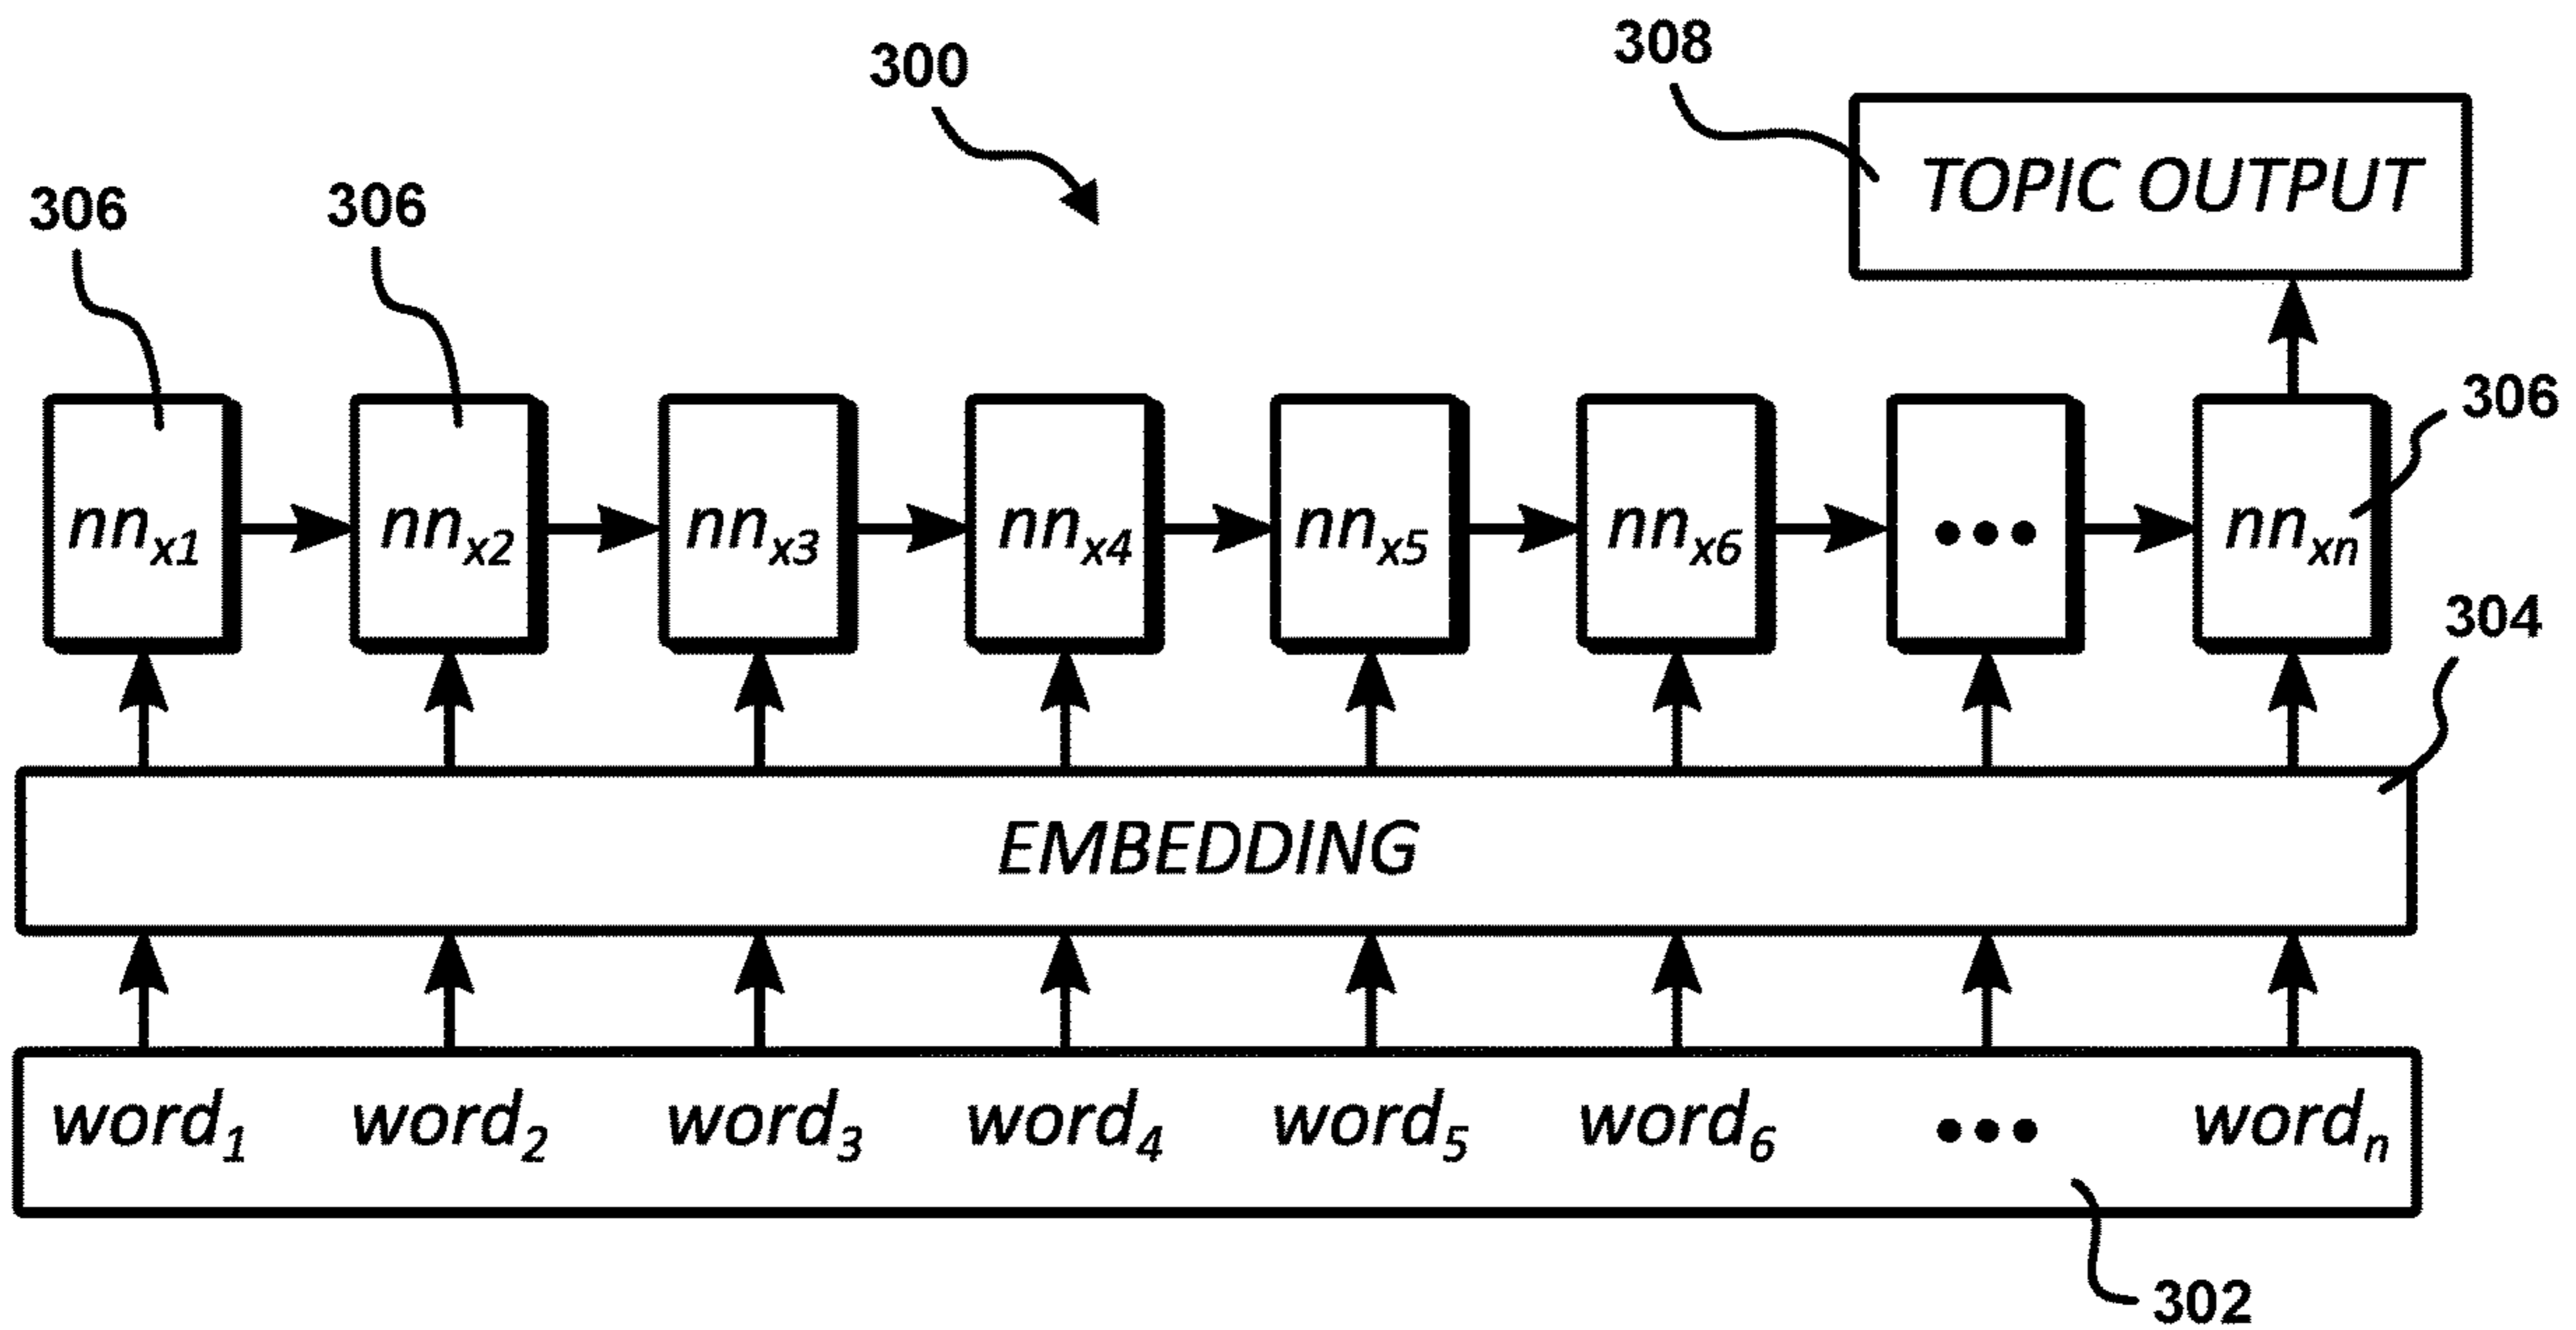 308
300
TOPIC OUTPUT
306 306
306
nnx1 nnx2 nnx3 nnx4 nnx5 nnx6 ••• nnxn
304
EMBEDDING
word1 word2 word3 word4 word5 word6 ••• wordn
302